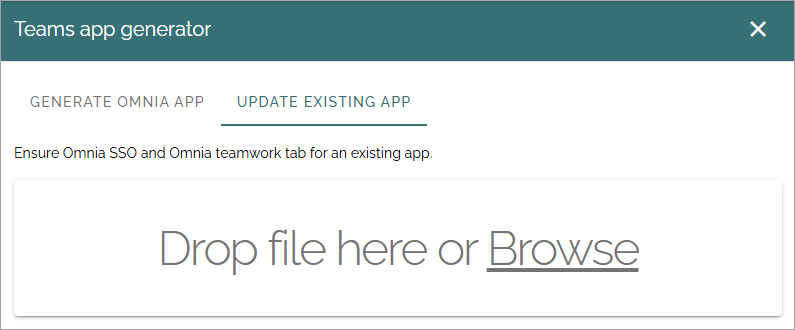 Teams app generator
GENERATE OMNIA APP
UPDATE EXISTING APP
Ensure Omnia SSO and Omnia teamwork tab for an existing app.
Drop file here or Browse